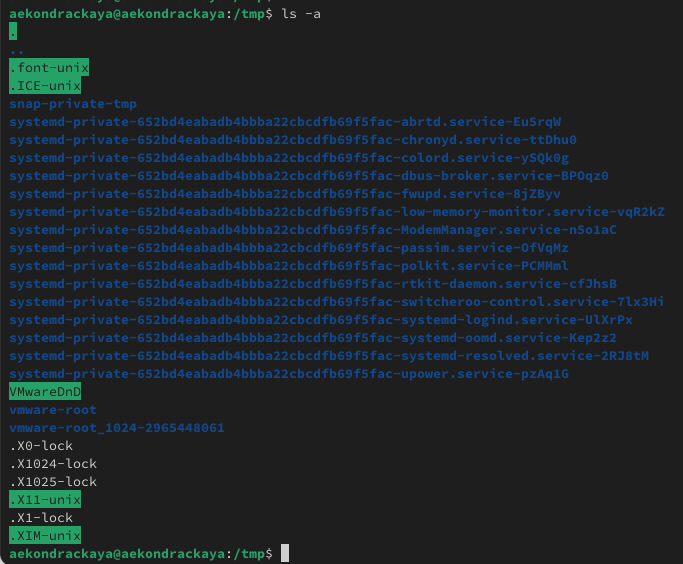 aekondrackaya@aekondrackaya:/tmp$ ls -a
.
..
.font-unix
.ICE-unix
snap-private-tmp
systemd-private-652bd4eabadb4bbba22cbcdfb69f5fac-abrtd.service-Eu5rqW
systemd-private-652bd4eabadb4bbba22cbcdfb69f5fac-chronyd.service-ttDhu0
systemd-private-652bd4eabadb4bbba22cbcdfb69f5fac-colord.service-ySQk0g
systemd-private-652bd4eabadb4bbba22cbcdfb69f5fac-dbus-broker.service-BPOqz0
systemd-private-652bd4eabadb4bbba22cbcdfb69f5fac-fwupd.service-8jZByv
systemd-private-652bd4eabadb4bbba22cbcdfb69f5fac-low-memory-monitor.service-vqR2kZ
systemd-private-652bd4eabadb4bbba22cbcdfb69f5fac-ModemManager.service-n5o1aC
systemd-private-652bd4eabadb4bbba22cbcdfb69f5fac-passim.service-OfVqMz
systemd-private-652bd4eabadb4bbba22cbcdfb69f5fac-polkit.service-PCMMml
systemd-private-652bd4eabadb4bbba22cbcdfb69f5fac-rtkit-daemon.service-cfJhsB
systemd-private-652bd4eabadb4bbba22cbcdfb69f5fac-switcheroo-control.service-7lx3Hi
systemd-private-652bd4eabadb4bbba22cbcdfb69f5fac-systemd-logind.service-UlXrPx
systemd-private-652bd4eabadb4bbba22cbcdfb69f5fac-systemd-oomd.service-Kep2z2
systemd-private-652bd4eabadb4bbba22cbcdfb69f5fac-systemd-resolved.service-2RJ8tM
systemd-private-652bd4eabadb4bbba22cbcdfb69f5fac-upower.service-pzAq1G
VMwareDnD
vmware-root
vmware-root_1024-2965448061
.X0-lock
.X1024-lock
.X1025-lock
.X11-unix
.X1-lock
.XIM-unix
aekondrackaya@aekondrackaya:/tmp$